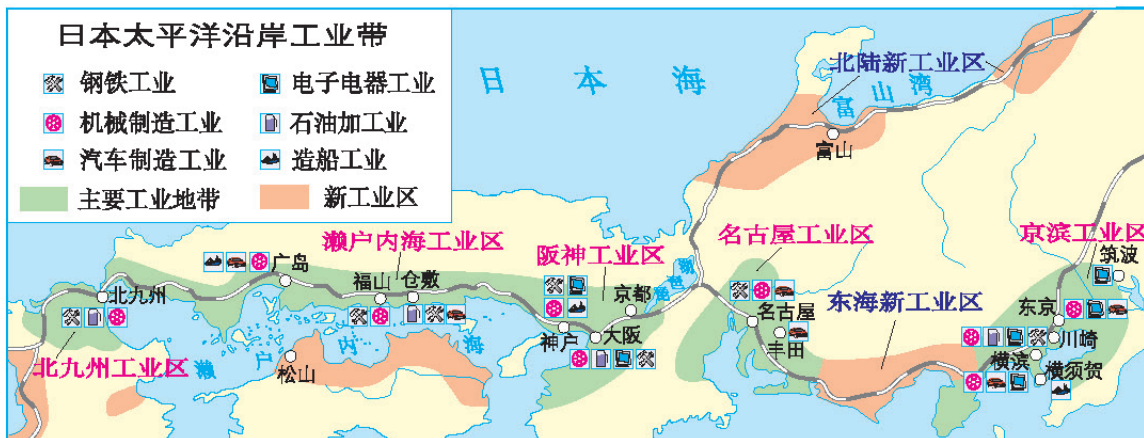 日本太平洋沿岸工业带
钢铁工业
电子电器工业
机械制造工业
石油加工业
汽车制造工业
造船工业
主要工业地带
新工业区
日本海
北陆新工业区
富山湾
富山
濑户内海工业区
阪神工业区
名古屋工业区
京滨工业区
筑波
广岛
福山
仓敷
京都
琵琶湖
北九州
神户
大阪
名古屋
丰田
东海新工业区
东京
川崎
横滨
横须贺
北九州工业区
濑户内海
松山